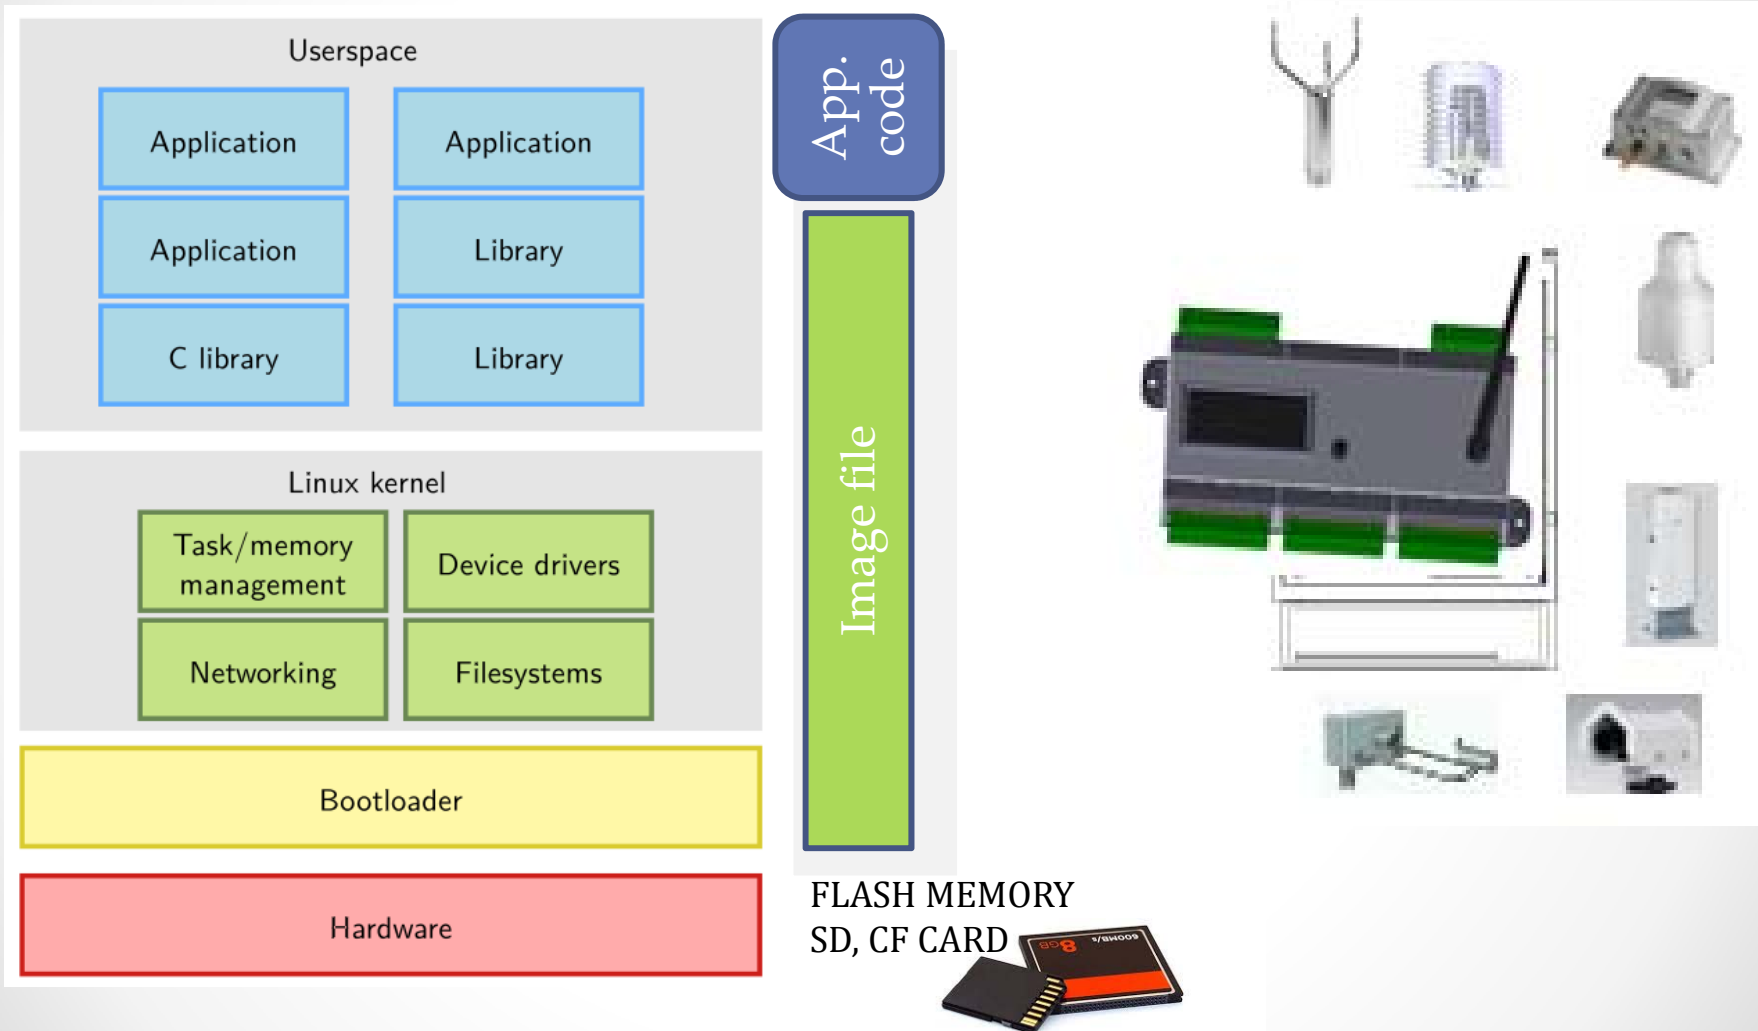 Userspace
Application
Application
Application
Library
C library
Library
Linux kernel
Task/memory
management
Device drivers
Networking
Filesystems
Bootloader
Hardware
App.
code
Image file
FLASH MEMORY
SD, CF CARD
600MB/s
8GB